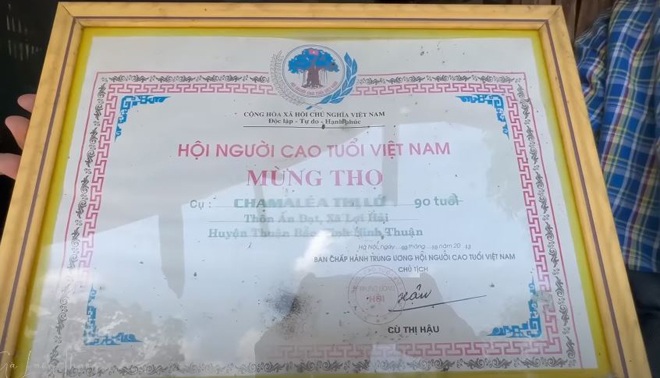 CỘNG HÒA XÃ HỘI CHỦ NGHĨA VIỆT NAM
Độc lập - Tự do - Hạnh phúc
HỘI NGƯỜI CAO TUỔI VIỆT NAM
MỪNG THỌ
Cụ : CHAMALÉA THỊ LỚ 90 tuổi
Thôn Ấn Đạt, Xã Lợi Hải
Huyện Thuận Bắc, Tỉnh Ninh Thuận
Hà Nội, ngày tháng năm 20
BAN CHẤP HÀNH TRUNG ƯƠNG HỘI NGƯỜI CAO TUỔI VIỆT NAM
CHỦ TỊCH
CÙ THỊ HẬU